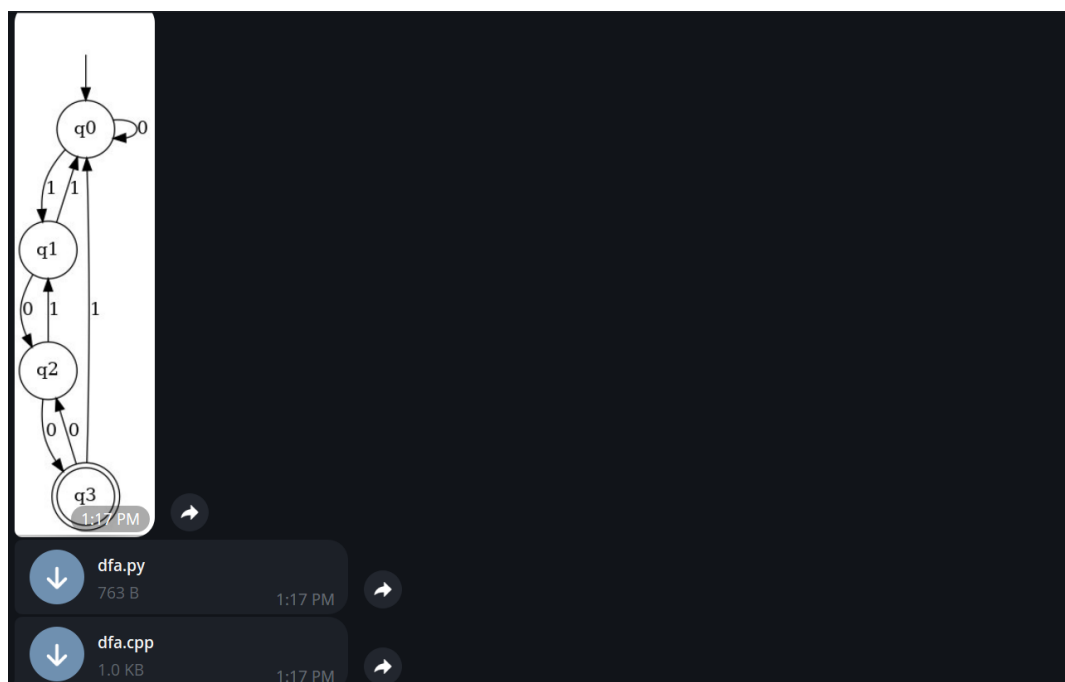 q0
0
1 1
q1
0 1 1
q2
0 0
q3
1:17 PM
dfa.py
763 B
1:17 PM
dfa.cpp
1.0 KB
1:17 PM